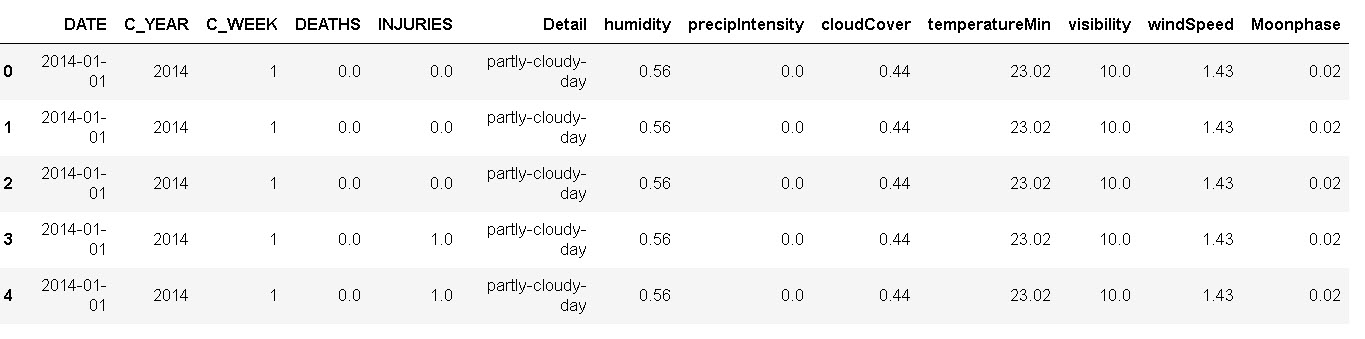 DATE C_YEAR C_WEEK DEATHS INJURIES Detail humidity precipIntensity cloudCover temperatureMin visibility windSpeed Moonphase
0 2014-01-01 2014 1 0.0 0.0 partly-cloudy-day 0.56 0.0 0.44 23.02 10.0 1.43 0.02
1 2014-01-01 2014 1 0.0 0.0 partly-cloudy-day 0.56 0.0 0.44 23.02 10.0 1.43 0.02
2 2014-01-01 2014 1 0.0 0.0 partly-cloudy-day 0.56 0.0 0.44 23.02 10.0 1.43 0.02
3 2014-01-01 2014 1 0.0 1.0 partly-cloudy-day 0.56 0.0 0.44 23.02 10.0 1.43 0.02
4 2014-01-01 2014 1 0.0 1.0 partly-cloudy-day 0.56 0.0 0.44 23.02 10.0 1.43 0.02